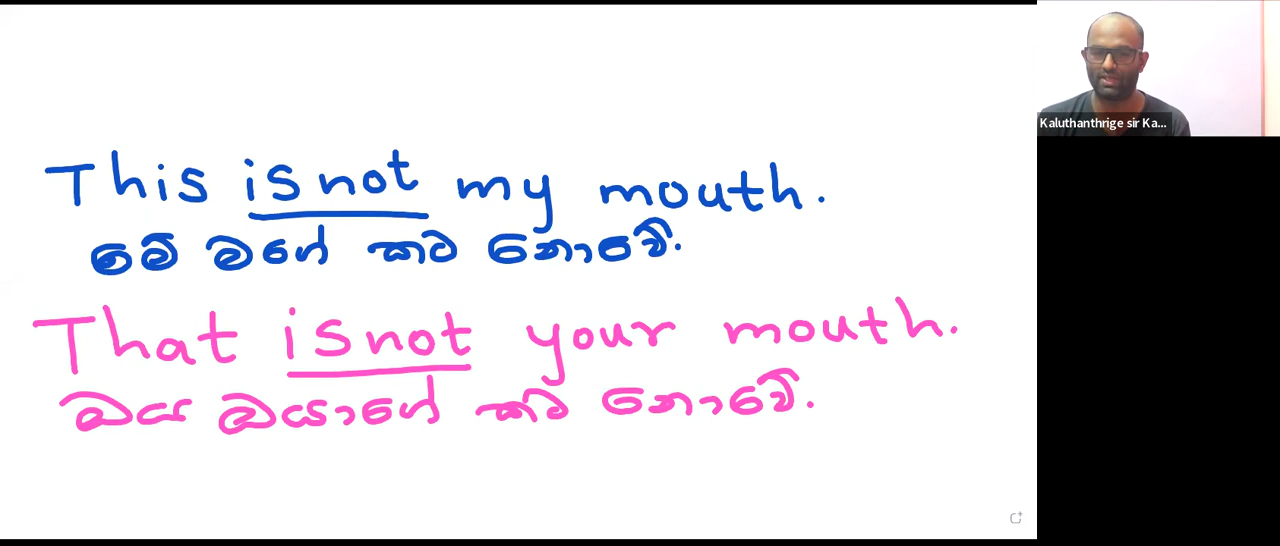 Kaluthanthrige sir Ka...
This is not my mouth.
මේ මගේ කට නොවේ.
That is not your mouth.
ඔය ඔයාගේ කට නොවේ.